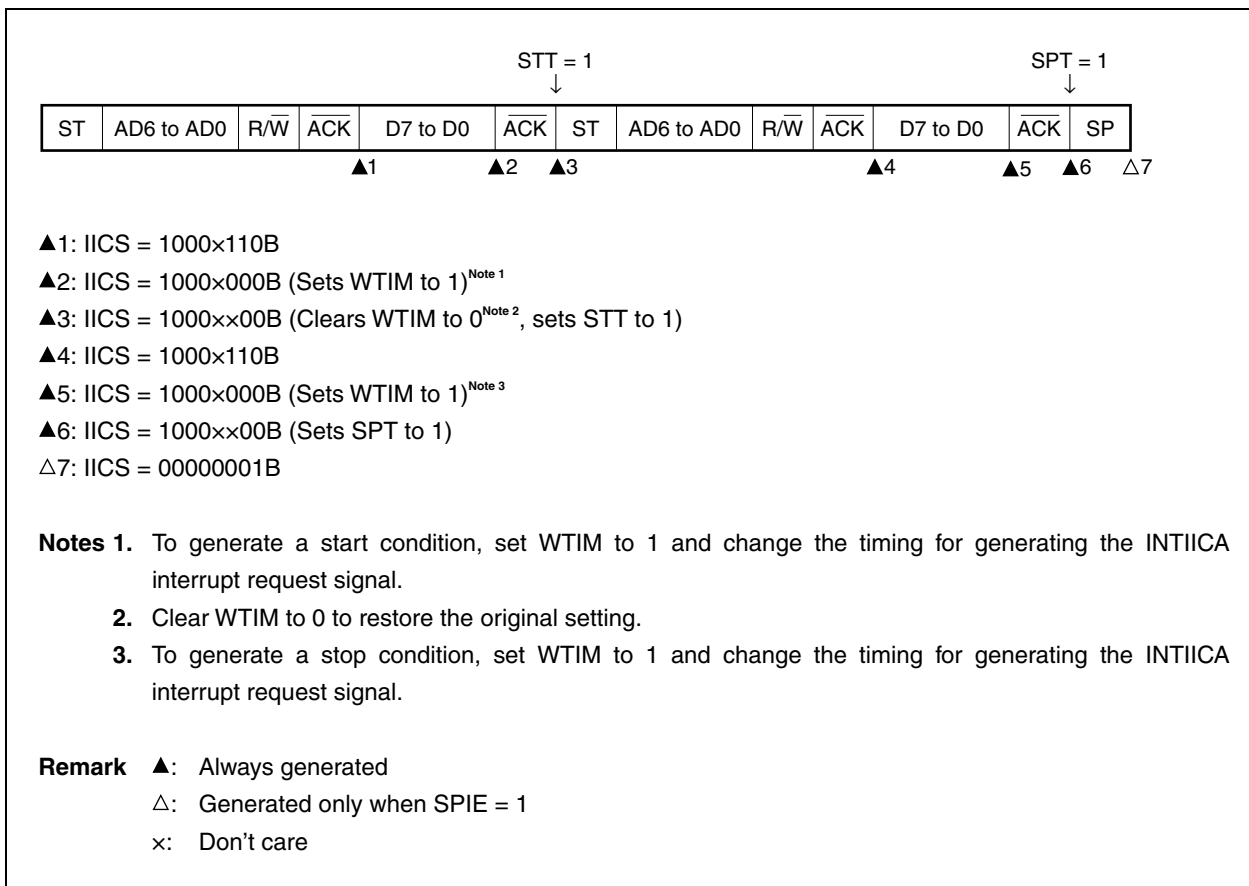 STT = 1 SPT = 1
↓ ↓
ST AD6 to AD0 R/W̅ A̅C̅K̅ D7 to D0 A̅C̅K̅ ST AD6 to AD0 R/W̅ A̅C̅K̅ D7 to D0 A̅C̅K̅ SP
▲1 ▲2 ▲3 ▲4 ▲5 ▲6 △7
▲1: IICS = 1000×110B
▲2: IICS = 1000×000B (Sets WTIM to 1)Note 1
▲3: IICS = 1000××00B (Clears WTIM to 0Note 2, sets STT to 1)
▲4: IICS = 1000×110B
▲5: IICS = 1000×000B (Sets WTIM to 1)Note 3
▲6: IICS = 1000××00B (Sets SPT to 1)
△7: IICS = 00000001B
Notes 1. To generate a start condition, set WTIM to 1 and change the timing for generating the INTIICA
interrupt request signal.
2. Clear WTIM to 0 to restore the original setting.
3. To generate a stop condition, set WTIM to 1 and change the timing for generating the INTIICA
interrupt request signal.
Remark ▲: Always generated
△: Generated only when SPIE = 1
×: Don't care